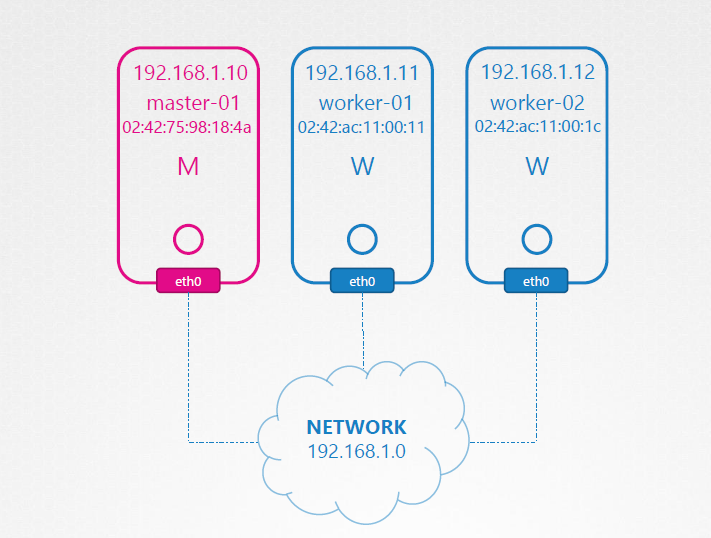 192.168.1.10
master-01
02:42:75:98:18:4a
M
eth0
192.168.1.11
worker-01
02:42:ac:11:00:11
W
eth0
192.168.1.12
worker-02
02:42:ac:11:00:1c
W
eth0
NETWORK
192.168.1.0